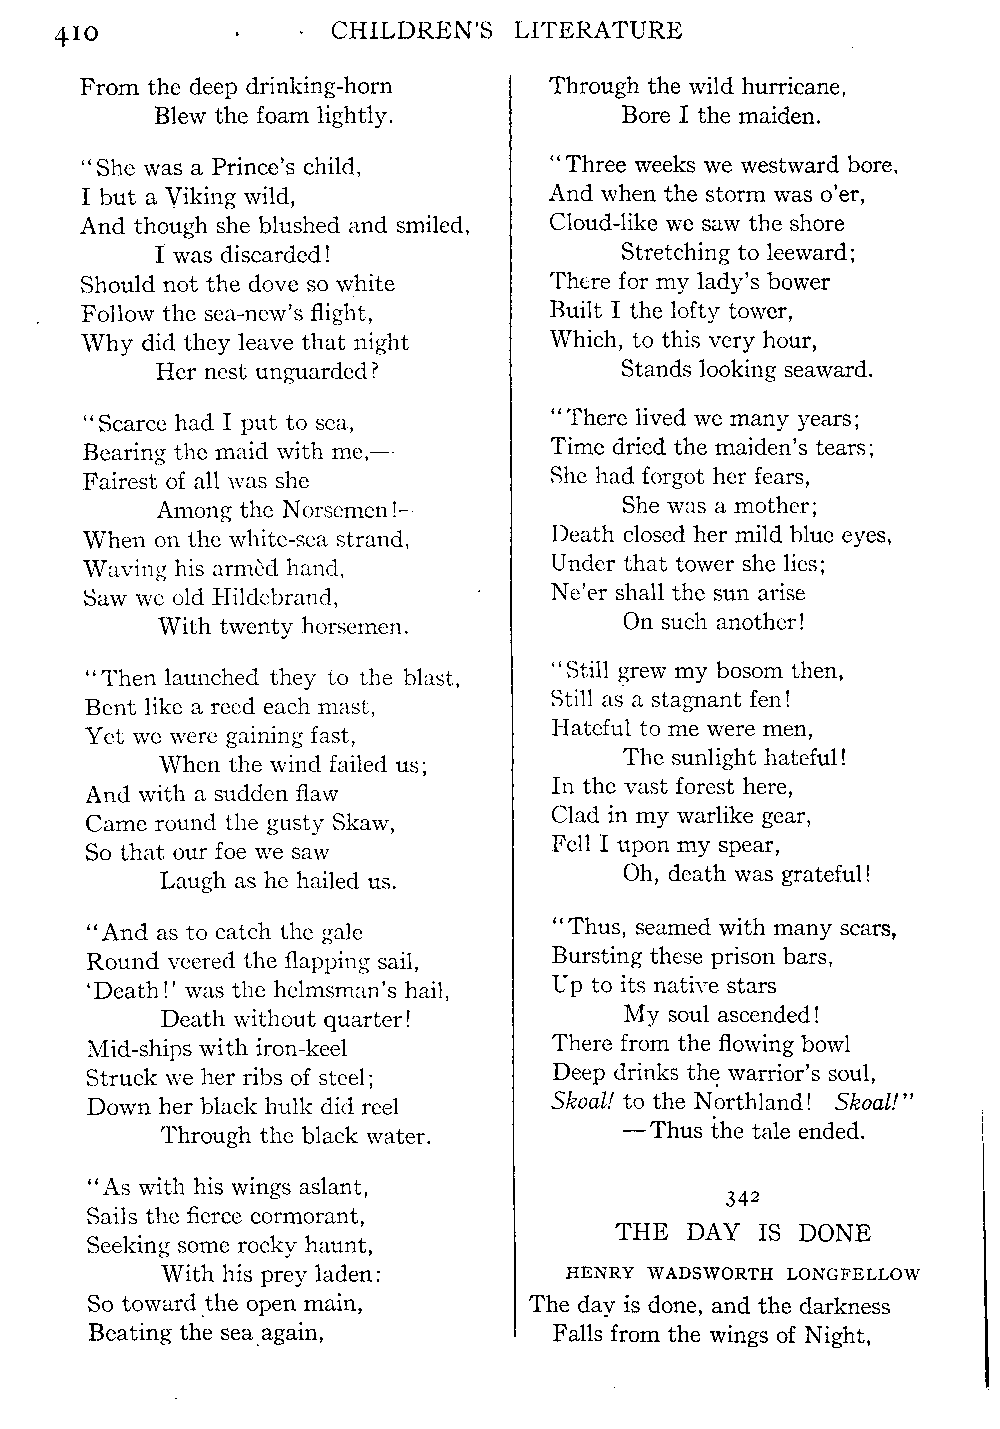 410 CHILDREN'S LITERATURE
From the deep drinking-horn
Blew the foam lightly.
"She was a Prince's child,
I but a Viking wild,
And though she blushed and smiled,
I was discarded!
Should not the dove so white
Follow the sea-new's flight,
Why did they leave that night
Her nest unguarded?
"Scarce had I put to sea,
Bearing the maid with me,—
Fairest of all was she
Among the Norsemen!—
When on the white-sea strand,
Waving his armèd hand,
Saw we old Hildebrand,
With twenty horsemen.
"Then launched they to the blast,
Bent like a reed each mast,
Yet we were gaining fast,
When the wind failed us;
And with a sudden flaw
Came round the gusty Skaw,
So that our foe we saw
Laugh as he hailed us.
"And as to catch the gale
Round veered the flapping sail,
'Death!' was the helmsman's hail,
Death without quarter!
Mid-ships with iron-keel
Struck we her ribs of steel;
Down her black hulk did reel
Through the black water.
"As with his wings aslant,
Sails the fierce cormorant,
Seeking some rocky haunt,
With his prey laden:
So toward the open main,
Beating the sea again,
Through the wild hurricane,
Bore I the maiden.
"Three weeks we westward bore,
And when the storm was o'er,
Cloud-like we saw the shore
Stretching to leeward;
There for my lady's bower
Built I the lofty tower,
Which, to this very hour,
Stands looking seaward.
"There lived we many years;
Time dried the maiden's tears;
She had forgot her fears,
She was a mother;
Death closed her mild blue eyes,
Under that tower she lies;
Ne'er shall the sun arise
On such another!
"Still grew my bosom then,
Still as a stagnant fen!
Hateful to me were men,
The sunlight hateful!
In the vast forest here,
Clad in my warlike gear,
Fell I upon my spear,
Oh, death was grateful!
"Thus, seamed with many scars,
Bursting these prison bars,
Up to its native stars
My soul ascended!
There from the flowing bowl
Deep drinks the warrior's soul,
Skoal! to the Northland! Skoal!"
—Thus the tale ended.
342
THE DAY IS DONE
HENRY WADSWORTH LONGFELLOW
The day is done, and the darkness
Falls from the wings of Night,